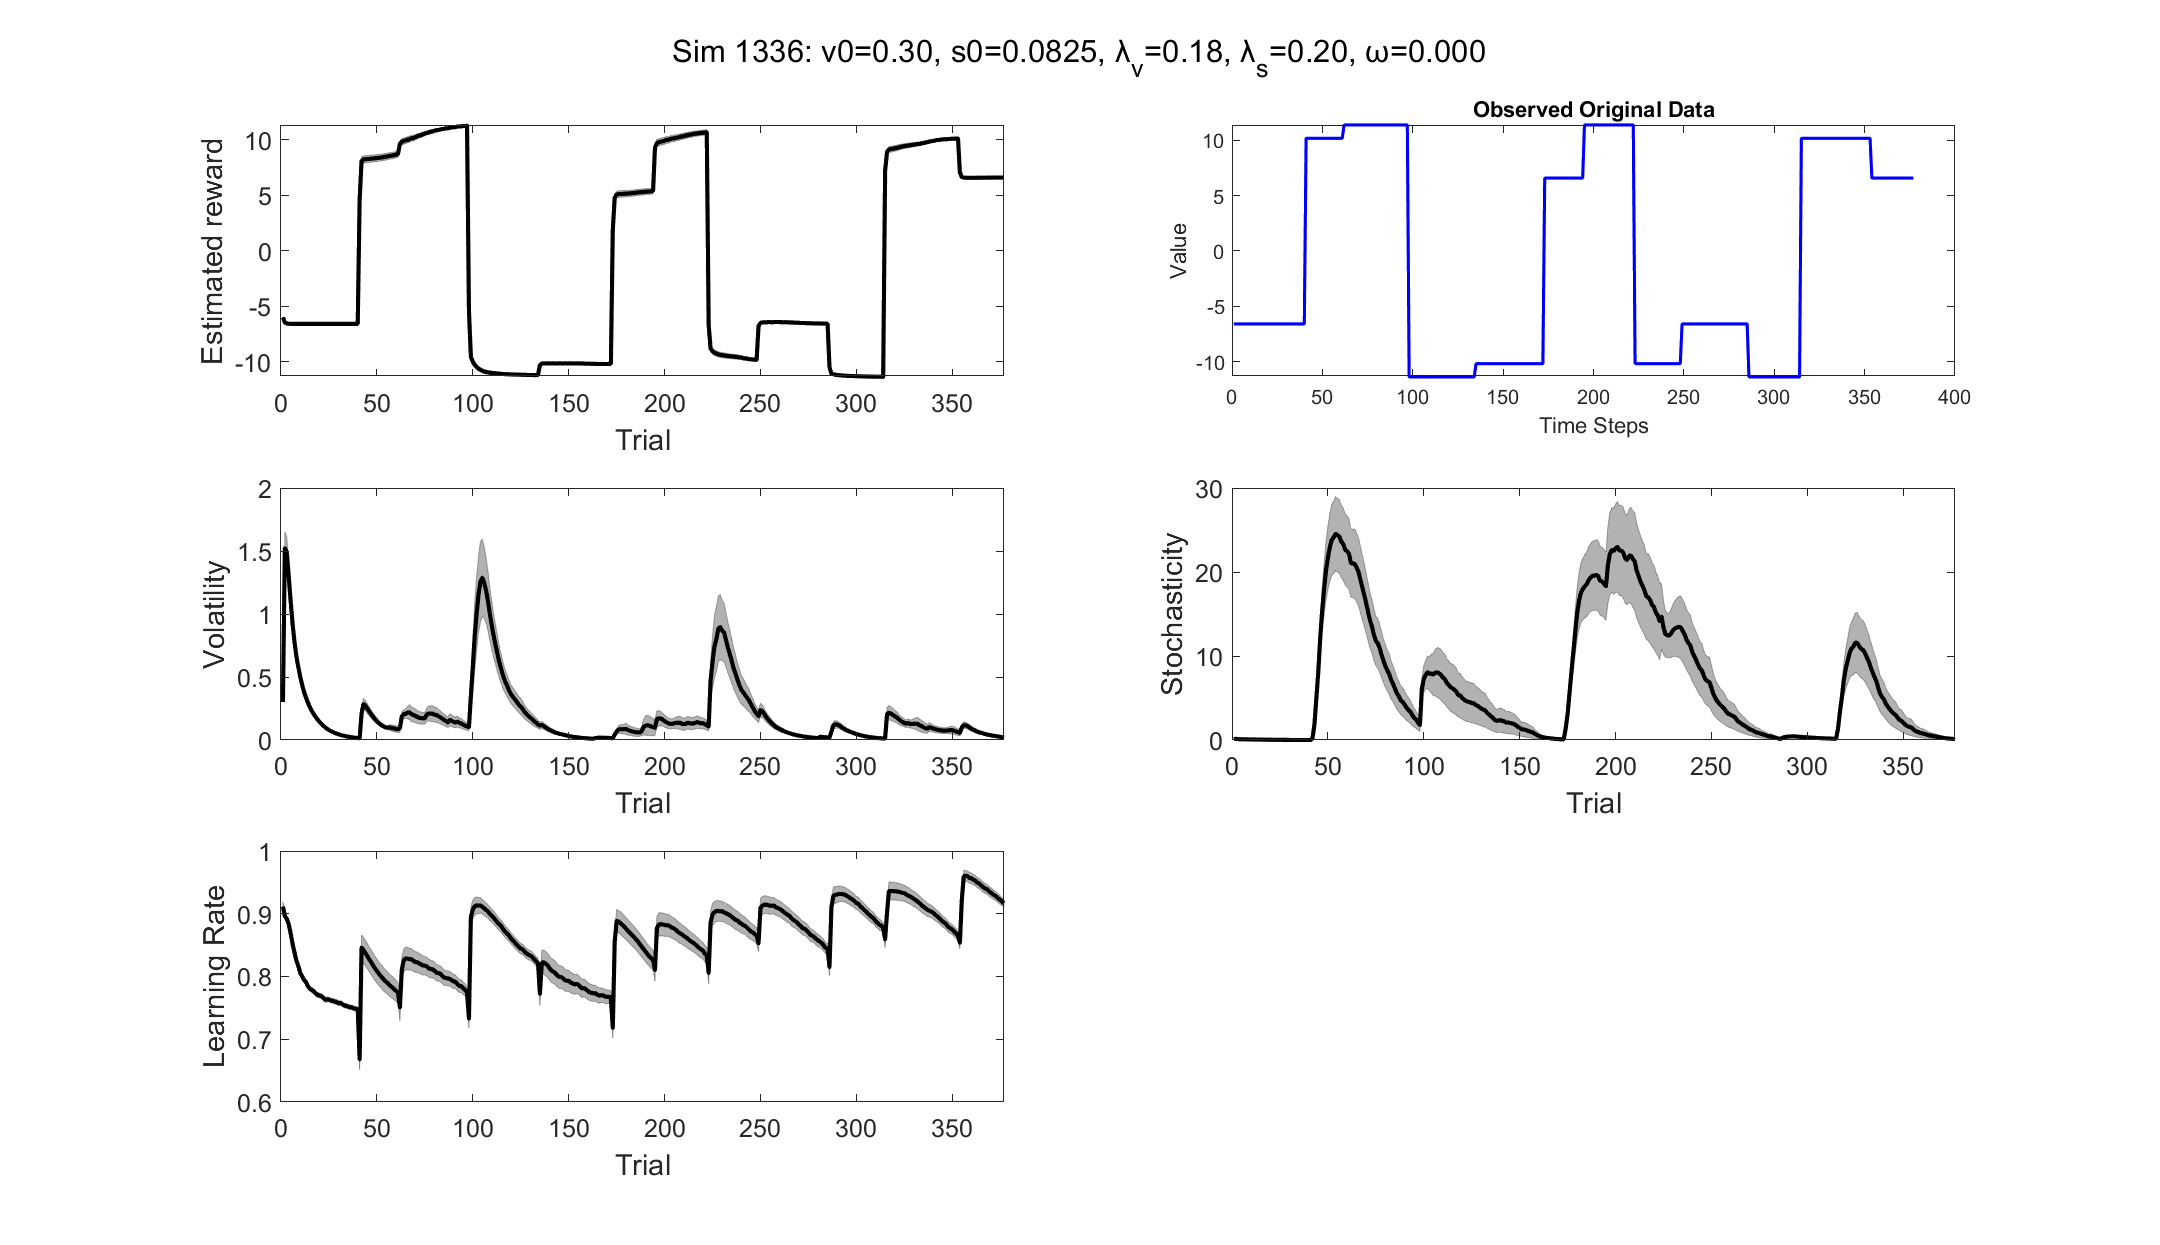 Sim 1336: v0=0.30, s0=0.0825, λv=0.18, λs=0.20, ω=0.000
Estimated reward
10
5
0
-5
-10
0 50 100 150 200 250 300 350
Trial
Observed Original Data
Value
10
5
0
-5
-10
0 50 100 150 200 250 300 350 400
Time Steps
Volatility
2
1.5
1
0.5
0
0 50 100 150 200 250 300 350
Trial
Stochasticity
30
20
10
0
0 50 100 150 200 250 300 350
Trial
Learning Rate
1
0.9
0.8
0.7
0.6
0 50 100 150 200 250 300 350
Trial